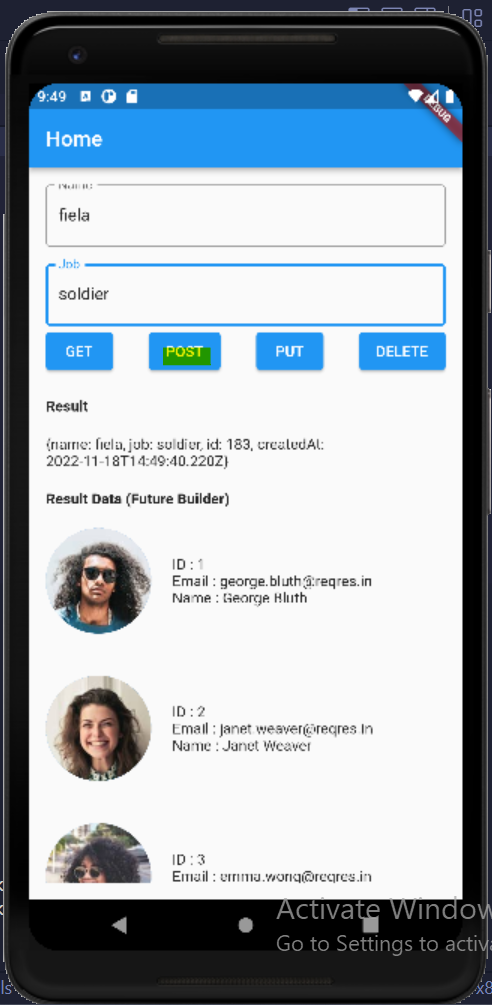 9:49
DEBUG
Home
Name
fiela
Job
soldier
GET POST PUT DELETE
Result
{name: fiela, job: soldier, id: 183, createdAt:
2022-11-18T14:49:40.220Z}
Result Data (Future Builder)
ID : 1
Email : george.bluth@reqres.in
Name : George Bluth
ID : 2
Email : janet.weaver@reqres.in
Name : Janet Weaver
ID : 3
Email : emma.wong@reqres.in
Activate Window
Go to Settings to activa